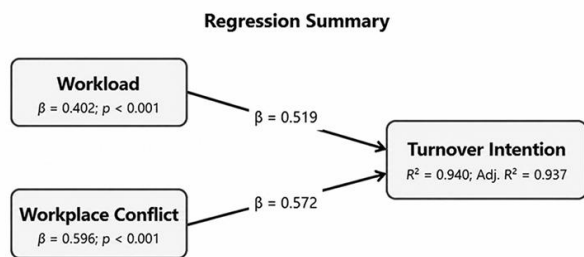 Regression Summary
Workload
β = 0.402; p < 0.001
β = 0.519
Turnover Intention
R² = 0.940; Adj. R² = 0.937
Workplace Conflict
β = 0.596; p < 0.001
β = 0.572